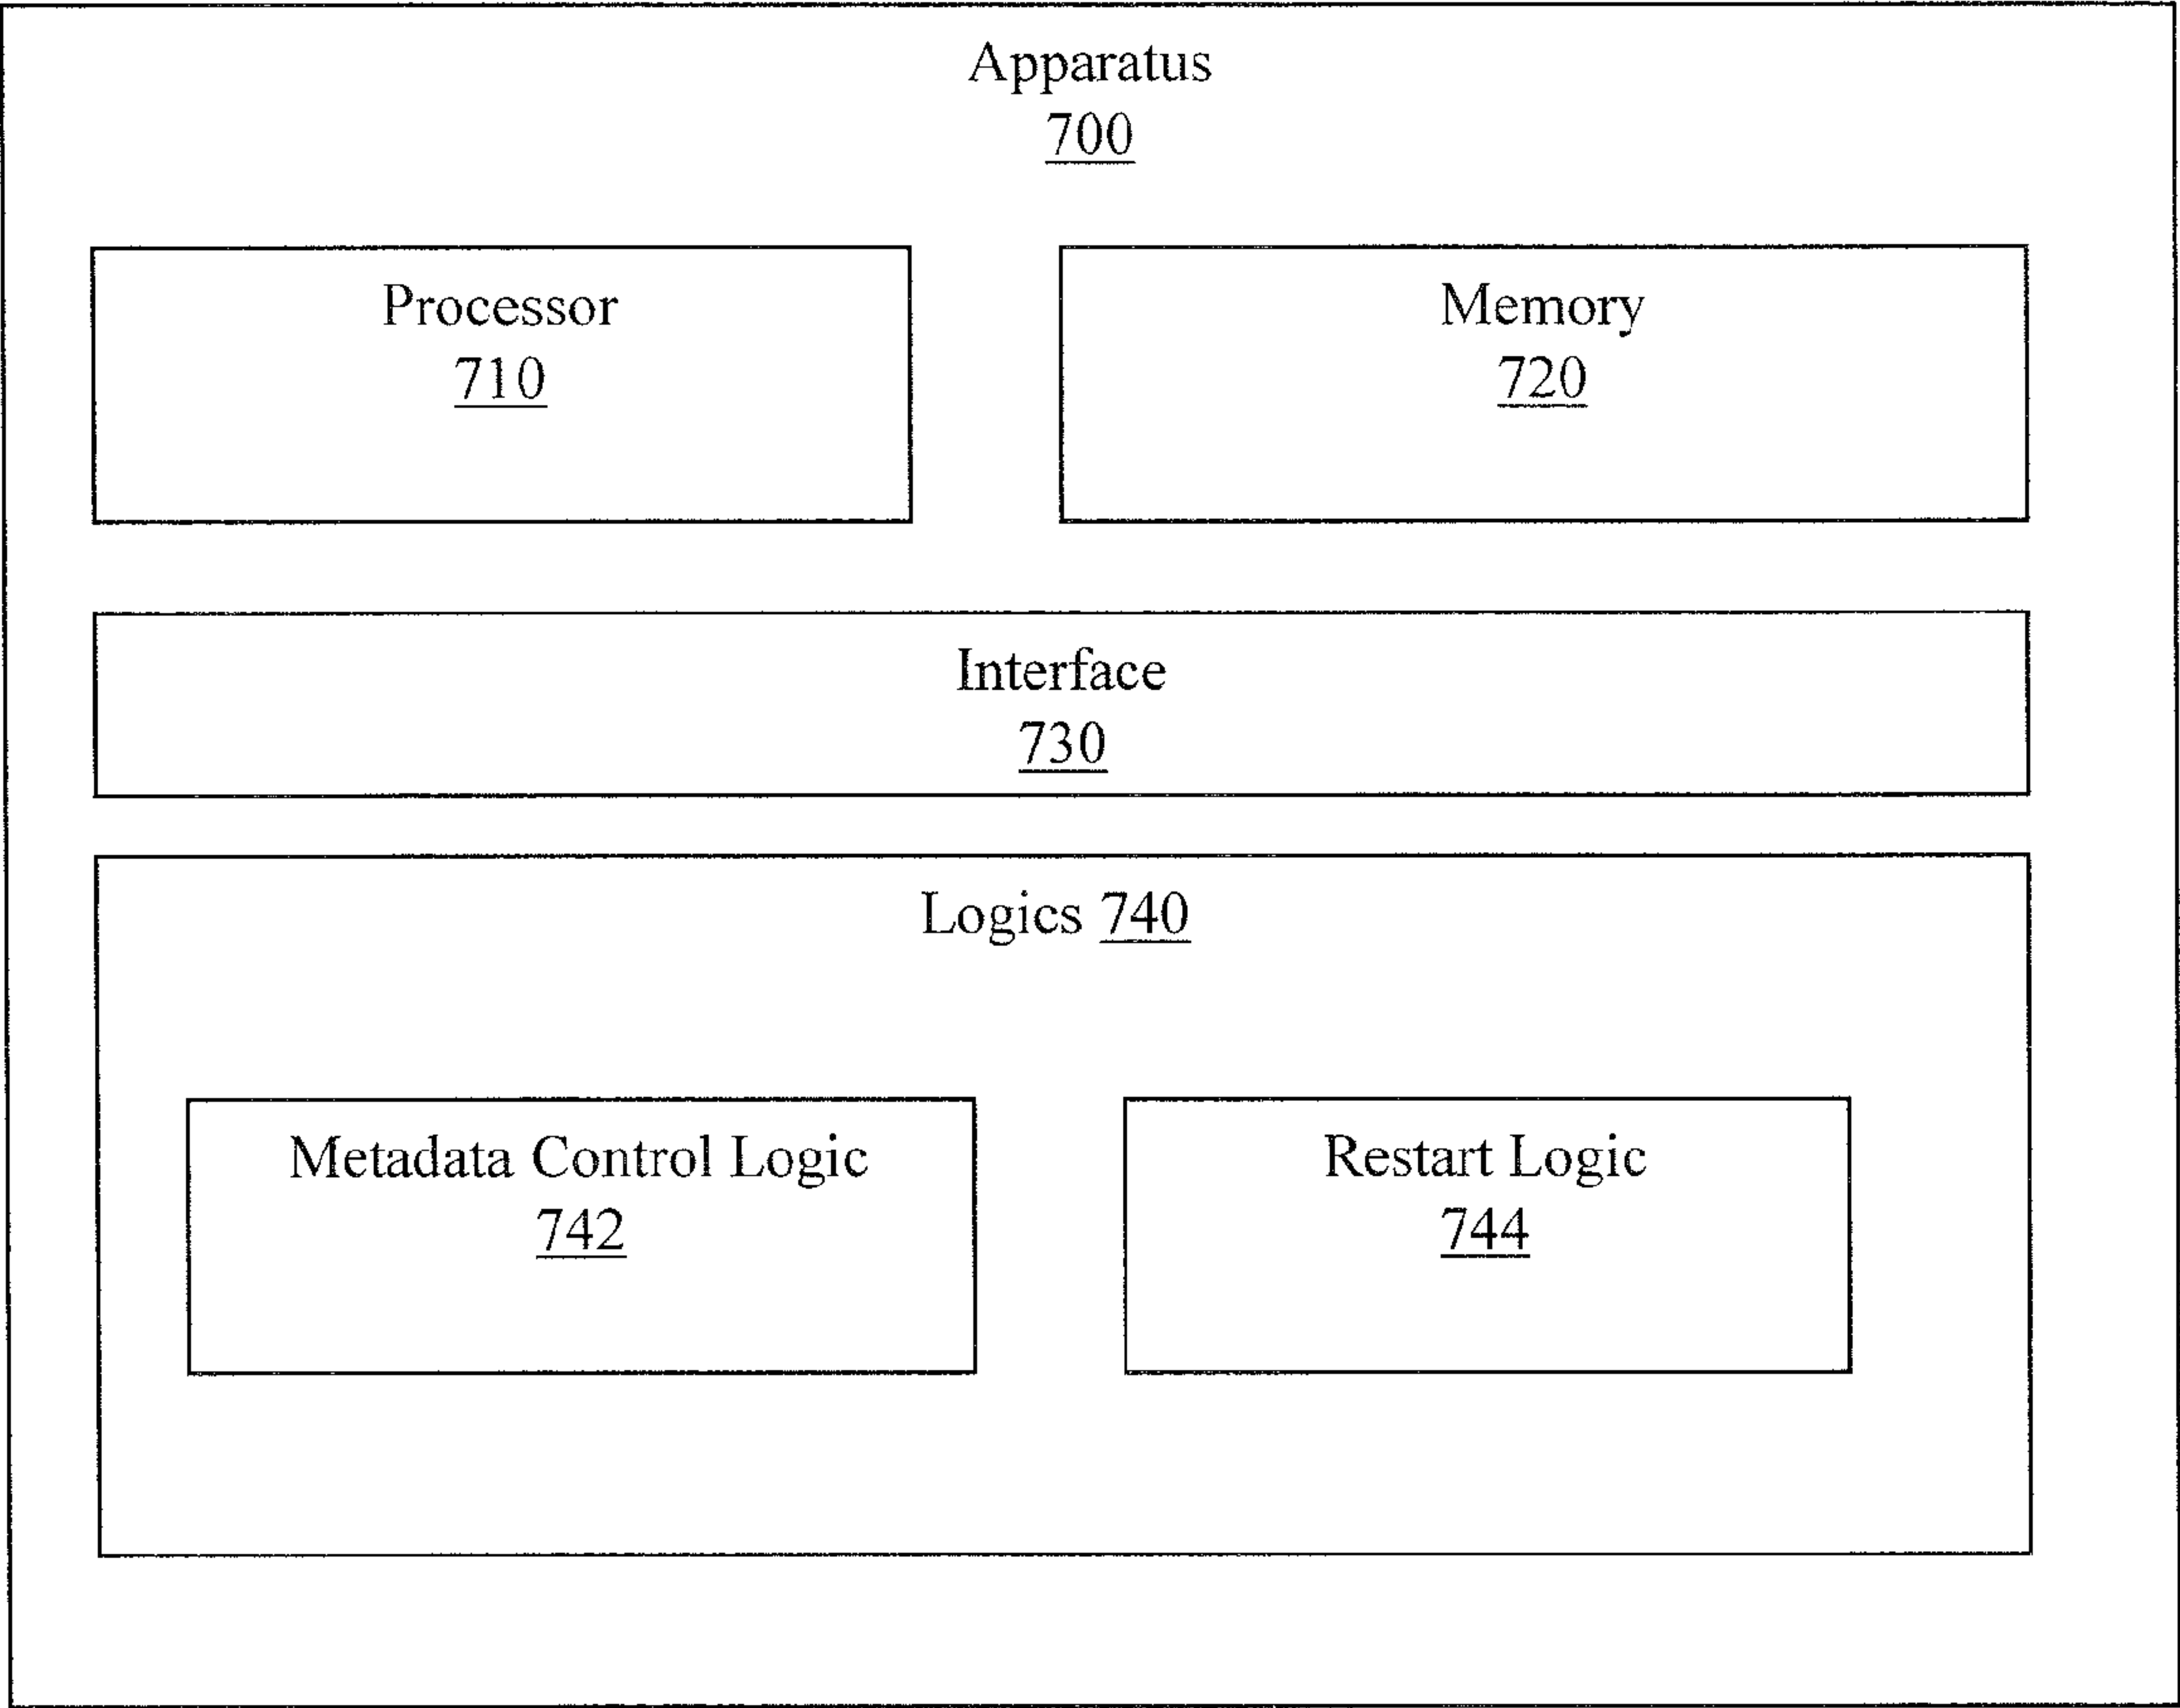 Apparatus
700
Processor
710
Memory
720
Interface
730
Logics 740
Metadata Control Logic
742
Restart Logic
744